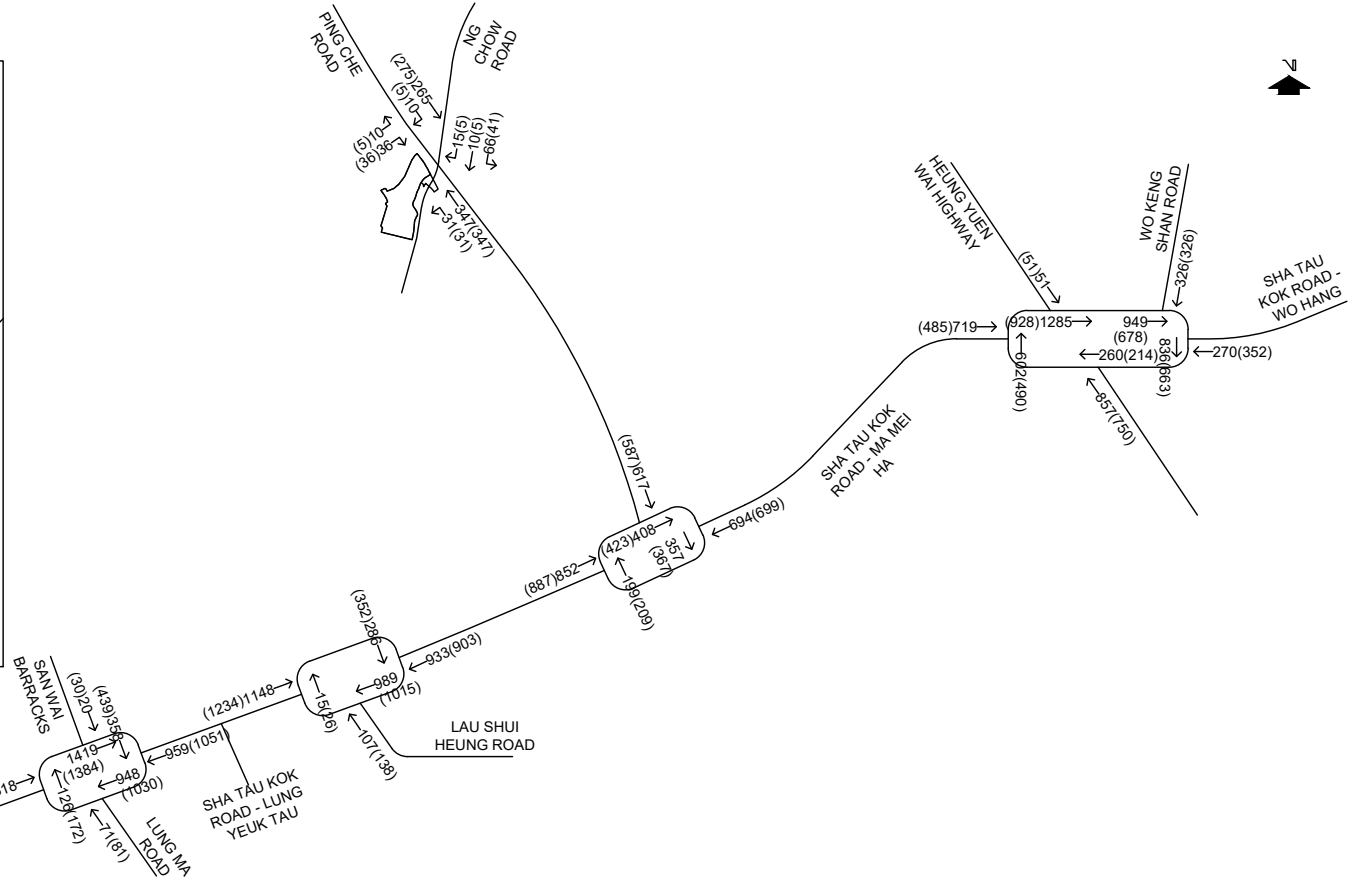 PING CHE
ROAD
NG
CHOW
ROAD
(275)265
(5)10
(5)10
(36)36
15(5)
10(5)
66(41)
347(347)
31(31)
N
HEUNG YUEN
WAI HIGHWAY
WO KENG
SHAN ROAD
SHA TAU
KOK ROAD -
WO HANG
(51)51
326(326)
(485)719
(928)1285
949
(678)
260(214)
836(663)
270(352)
602(490)
857(750)
SHA TAU KOK
ROAD - MA MEI
HA
(587)617
694(699)
(423)408
357
(367)
199(209)
(887)852
933(903)
(352)286
989
(1015)
15(26)
107(138)
LAU SHUI
HEUNG ROAD
(1234)1148
959(1051)
SHA TAU KOK
ROAD - LUNG
YEUK TAU
SAN WAI
BARRACKS
(30)20
(439)358
1419
(1384)
948
(1030)
126(172)
71(81)
LUNG MA
ROAD